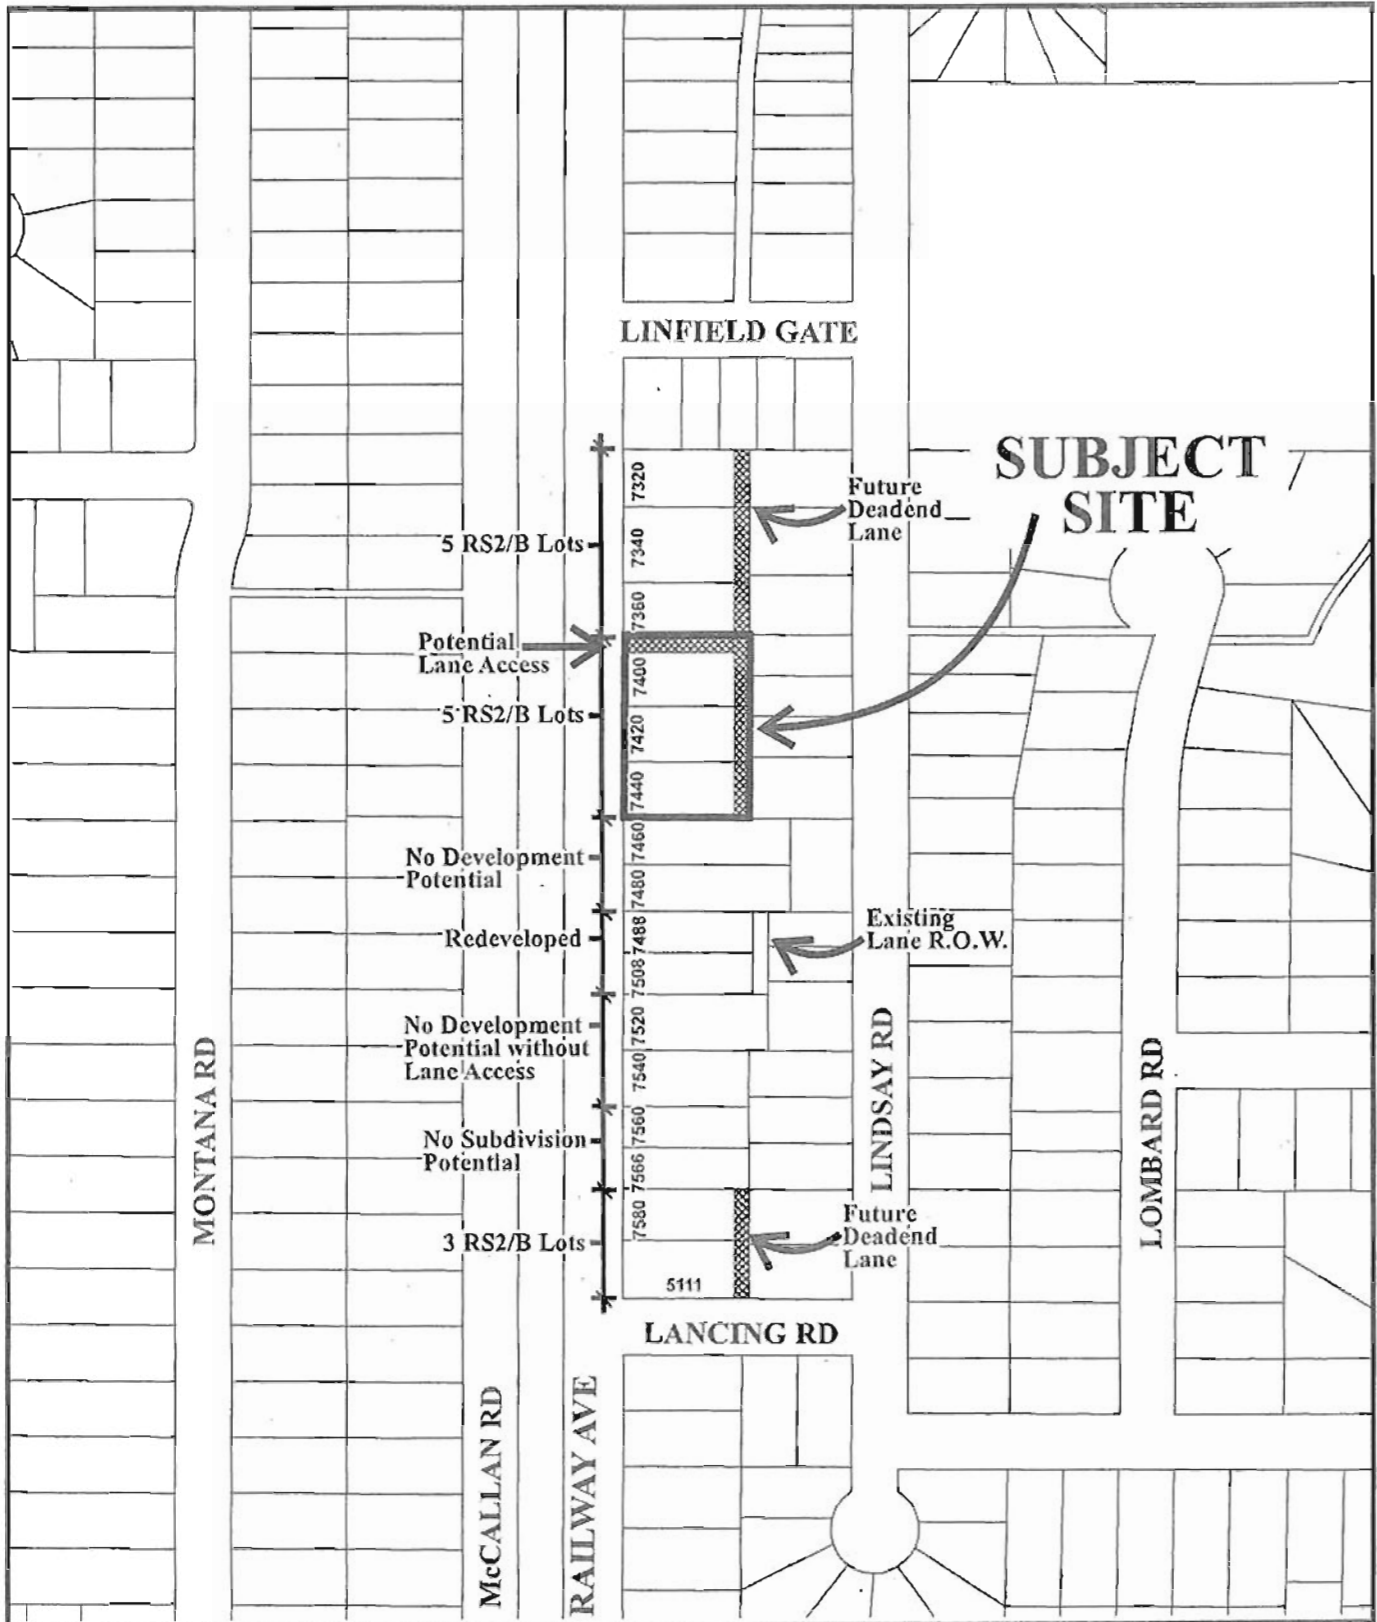 LINFIELD GATE
SUBJECT
SITE
7320
7340
7360
Future
Deadend
Lane
5 RS2/B Lots
Potential
Lane Access
7400
7420
7440
5 RS2/B Lots
7460
7480
No Development
Potential
Existing
Lane R.O.W.
Redeveloped
7488
7508
7520
7540
No Development
Potential without
Lane Access
7560
7566
No Subdivision
Potential
7580
Future
Deadend
Lane
3 RS2/B Lots
5111
LANCING RD
MONTANA RD
McCALLAN RD
RAILWAY AVE
LINDSAY RD
LOMBARD RD